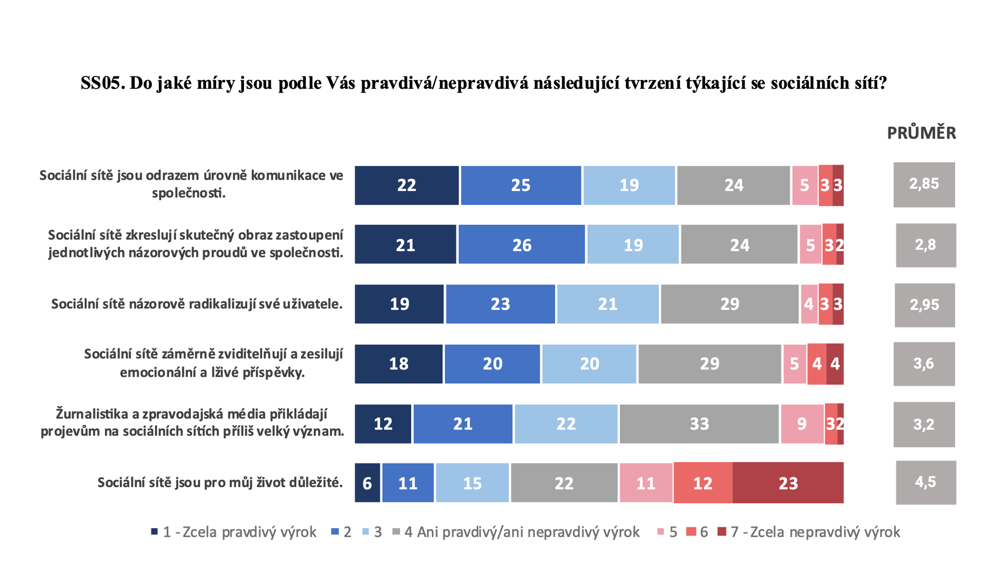 SS05. Do jaké míry jsou podle Vás pravdivá/nepravdivá následující tvrzení týkající se sociálních sítí?
PRŮMĚR
Sociální sítě jsou odrazem úrovně komunikace ve
společnosti.
22 25 19 24 5 3 3 2,85
Sociální sítě zkreslují skutečný obraz zastoupení
jednotlivých názorových proudů ve společnosti.
21 26 19 24 5 3 2 2,8
Sociální sítě názorově radikalizují své uživatele.
19 23 21 29 4 3 3 2,95
Sociální sítě záměrně zviditelňují a zesilují
emocionální a lživé příspěvky.
18 20 20 29 5 4 4 3,6
Žurnalistika a zpravodajská média přikládají
projevům na sociálních sítích příliš velký význam.
12 21 22 33 9 3 2 3,2
Sociální sítě jsou pro můj život důležité.
6 11 15 22 11 12 23 4,5
1 - Zcela pravdivý výrok 2 3 4 Ani pravdivý/ani nepravdivý výrok 5 6 7 - Zcela nepravdivý výrok